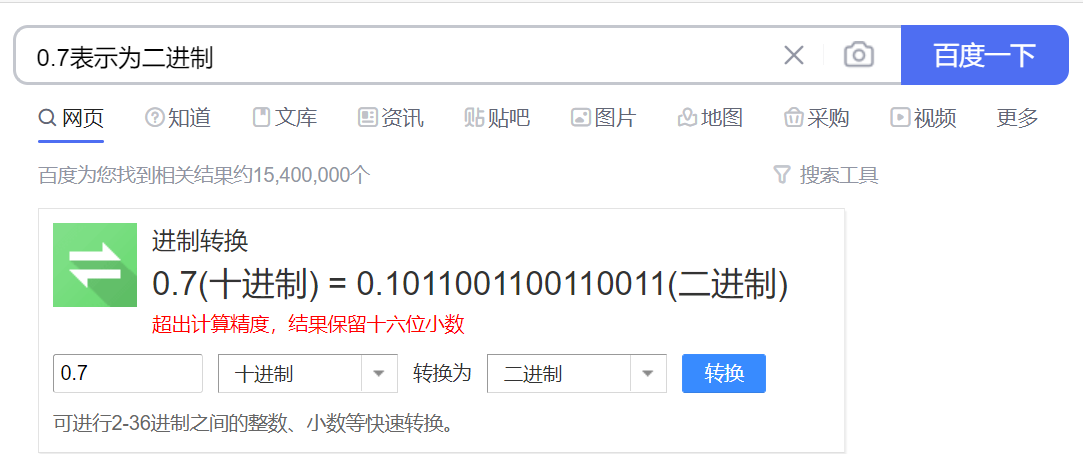 0.7表示为二进制 百度一下
网页 知道 文库 资讯 贴吧 图片 地图 采购 视频 更多
百度为您找到相关结果约15,400,000个 搜索工具
进制转换
0.7(十进制) = 0.1011001100110011(二进制)
超出计算精度，结果保留十六位小数
0.7 十进制 转换为 二进制 转换
可进行2-36进制之间的整数、小数等快速转换。